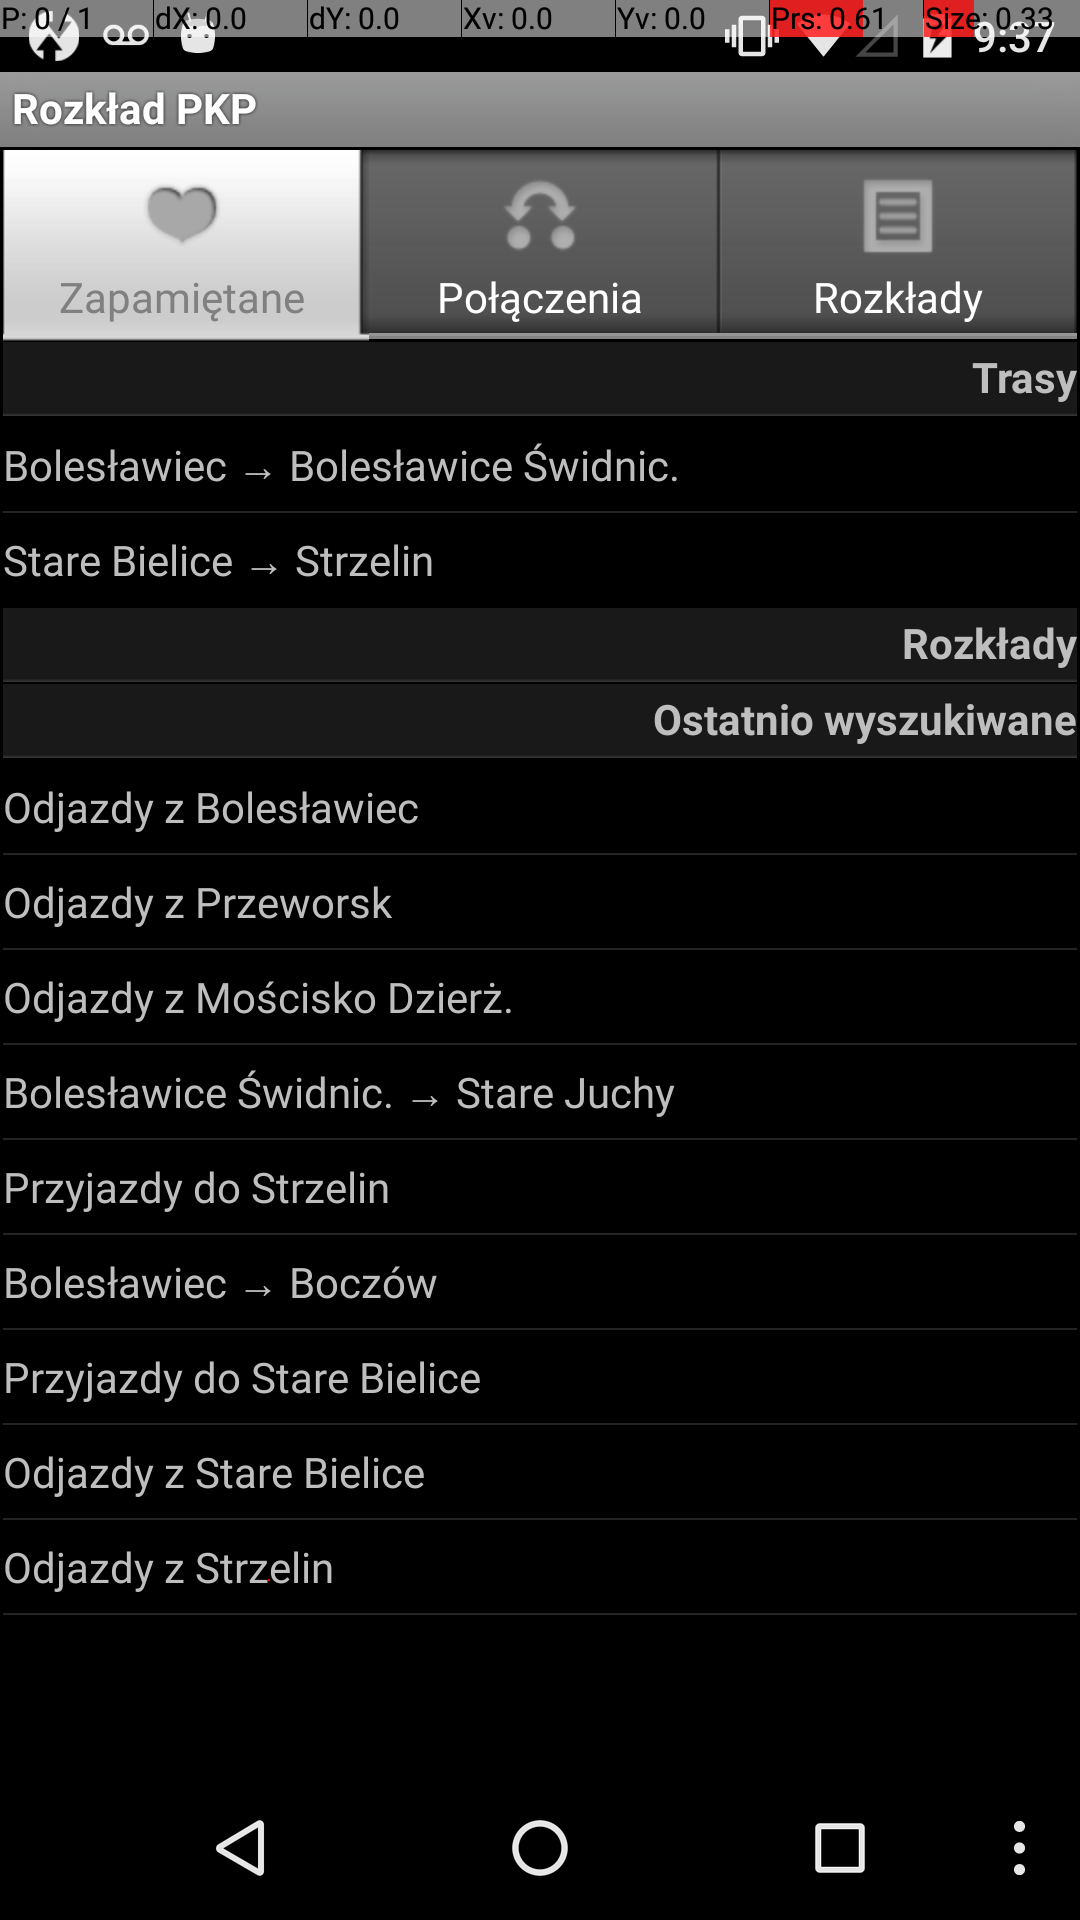 P: 0 / 1 dX: 0.0 dY: 0.0 Xv: 0.0 Yv: 0.0 Prs: 0.61 Size: 0.33
9:37
Rozkład PKP
Zapamiętane Połączenia Rozkłady
Trasy
Bolesławiec → Bolesławice Świdnic.
Stare Bielice → Strzelin
Rozkłady
Ostatnio wyszukiwane
Odjazdy z Bolesławiec
Odjazdy z Przeworsk
Odjazdy z Mościsko Dzierż.
Bolesławice Świdnic. → Stare Juchy
Przyjazdy do Strzelin
Bolesławiec → Boczów
Przyjazdy do Stare Bielice
Odjazdy z Stare Bielice
Odjazdy z Strzelin